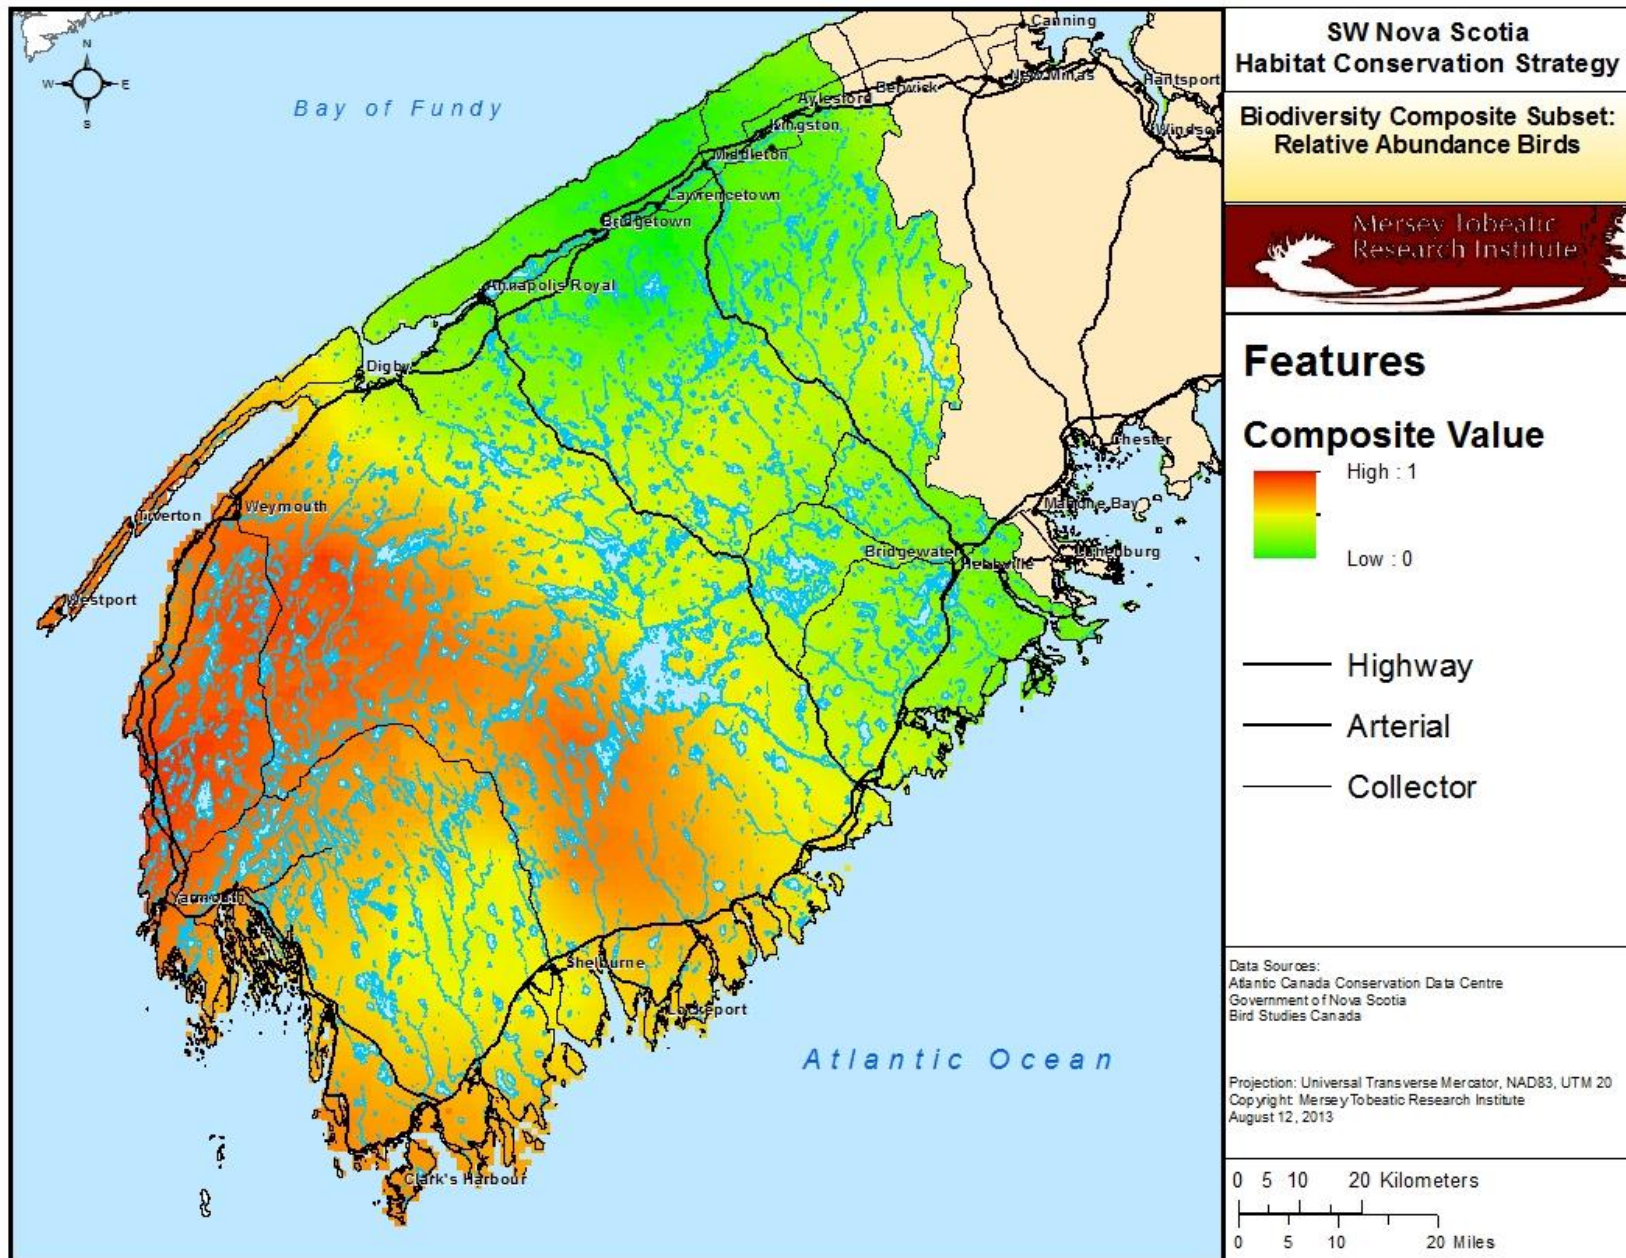 N
W
E
S
Bay of Fundy
Canning
New Minas
Hantsport
Berwick
Aylesford
Kingston
Windsor
Middleton
Lawrencetown
Bridgetown
Annapolis Royal
Digby
Chester
Mahone Bay
Weymouth
Tiverton
Bridgewater
Lunenburg
Hebbville
Westport
Yarmouth
Shelburne
Lockeport
Atlantic Ocean
Clark's Harbour
SW Nova Scotia
Habitat Conservation Strategy
Biodiversity Composite Subset:
Relative Abundance Birds
Mersey Tobeatic
Research Institute
Features
Composite Value
High : 1
Low : 0
Highway
Arterial
Collector
Data Sources:
Atlantic Canada Conservation Data Centre
Government of Nova Scotia
Bird Studies Canada
Projection: Universal Transverse Mercator, NAD83, UTM 20
Copyright: Mersey Tobeatic Research Institute
August 12, 2013
0 5 10 20 Kilometers
0 5 10 20 Miles